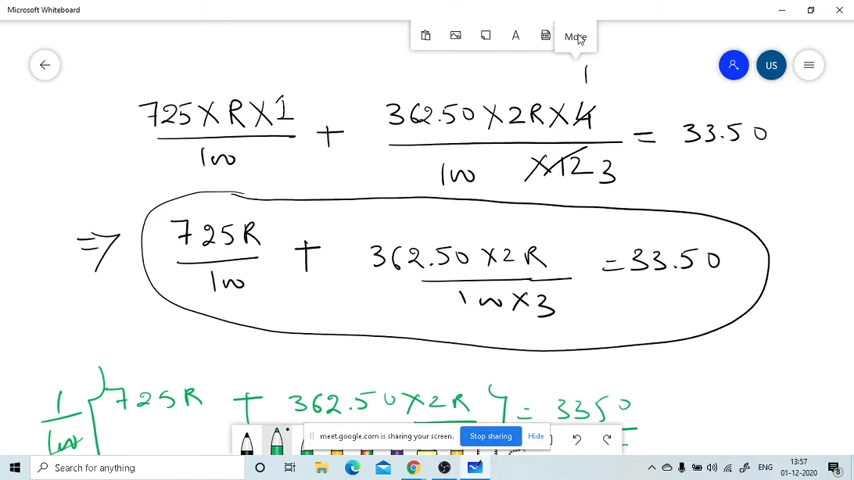 Microsoft Whiteboard
More
US
1
725 X R X 1 / 100 + 362.50 X 2R X 4 / 100 X 12 3 = 33.50
⇒ 725R / 100 + 362.50 X 2R / 100 X 3 = 33.50
1/100 { 725R + 362.50 X 2R } = 3350
meet.google.com is sharing your screen. Stop sharing Hide
Search for anything
ENG
13:57
01-12-2020